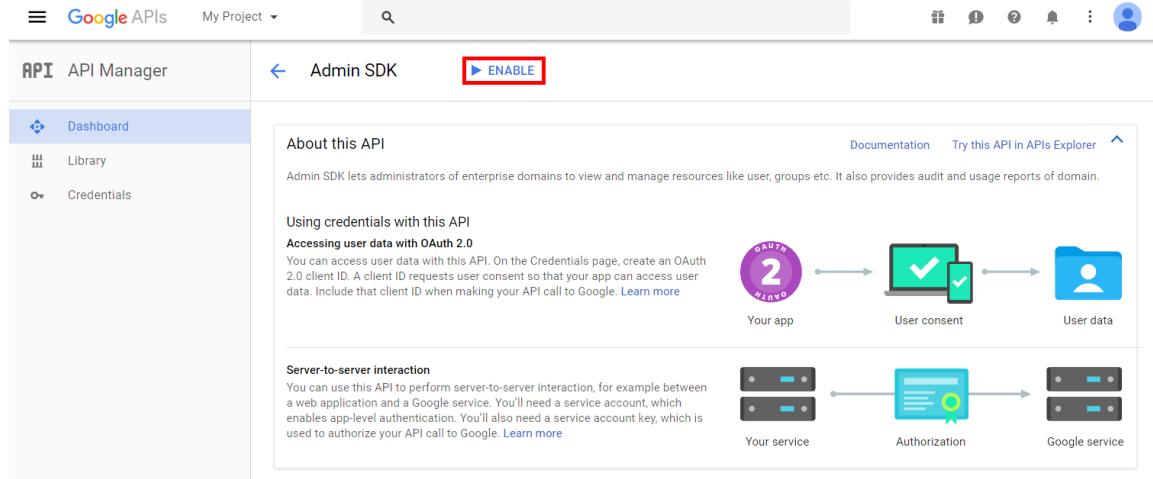 Google APIs My Project
API API Manager
Admin SDK ENABLE
Dashboard
Library
Credentials
About this API
Documentation Try this API in APIs Explorer
Admin SDK lets administrators of enterprise domains to view and manage resources like user, groups etc. It also provides audit and usage reports of domain.
Using credentials with this API
Accessing user data with OAuth 2.0
You can access user data with this API. On the Credentials page, create an OAuth
2.0 client ID. A client ID requests user consent so that your app can access user
data. Include that client ID when making your API call to Google. Learn more
OAUTH
2
OAUTH
Your app
User consent
User data
Server-to-server interaction
You can use this API to perform server-to-server interaction, for example between
a web application and a Google service. You'll need a service account, which
enables app-level authentication. You'll also need a service account key, which is
used to authorize your API call to Google. Learn more
Your service
Authorization
Google service